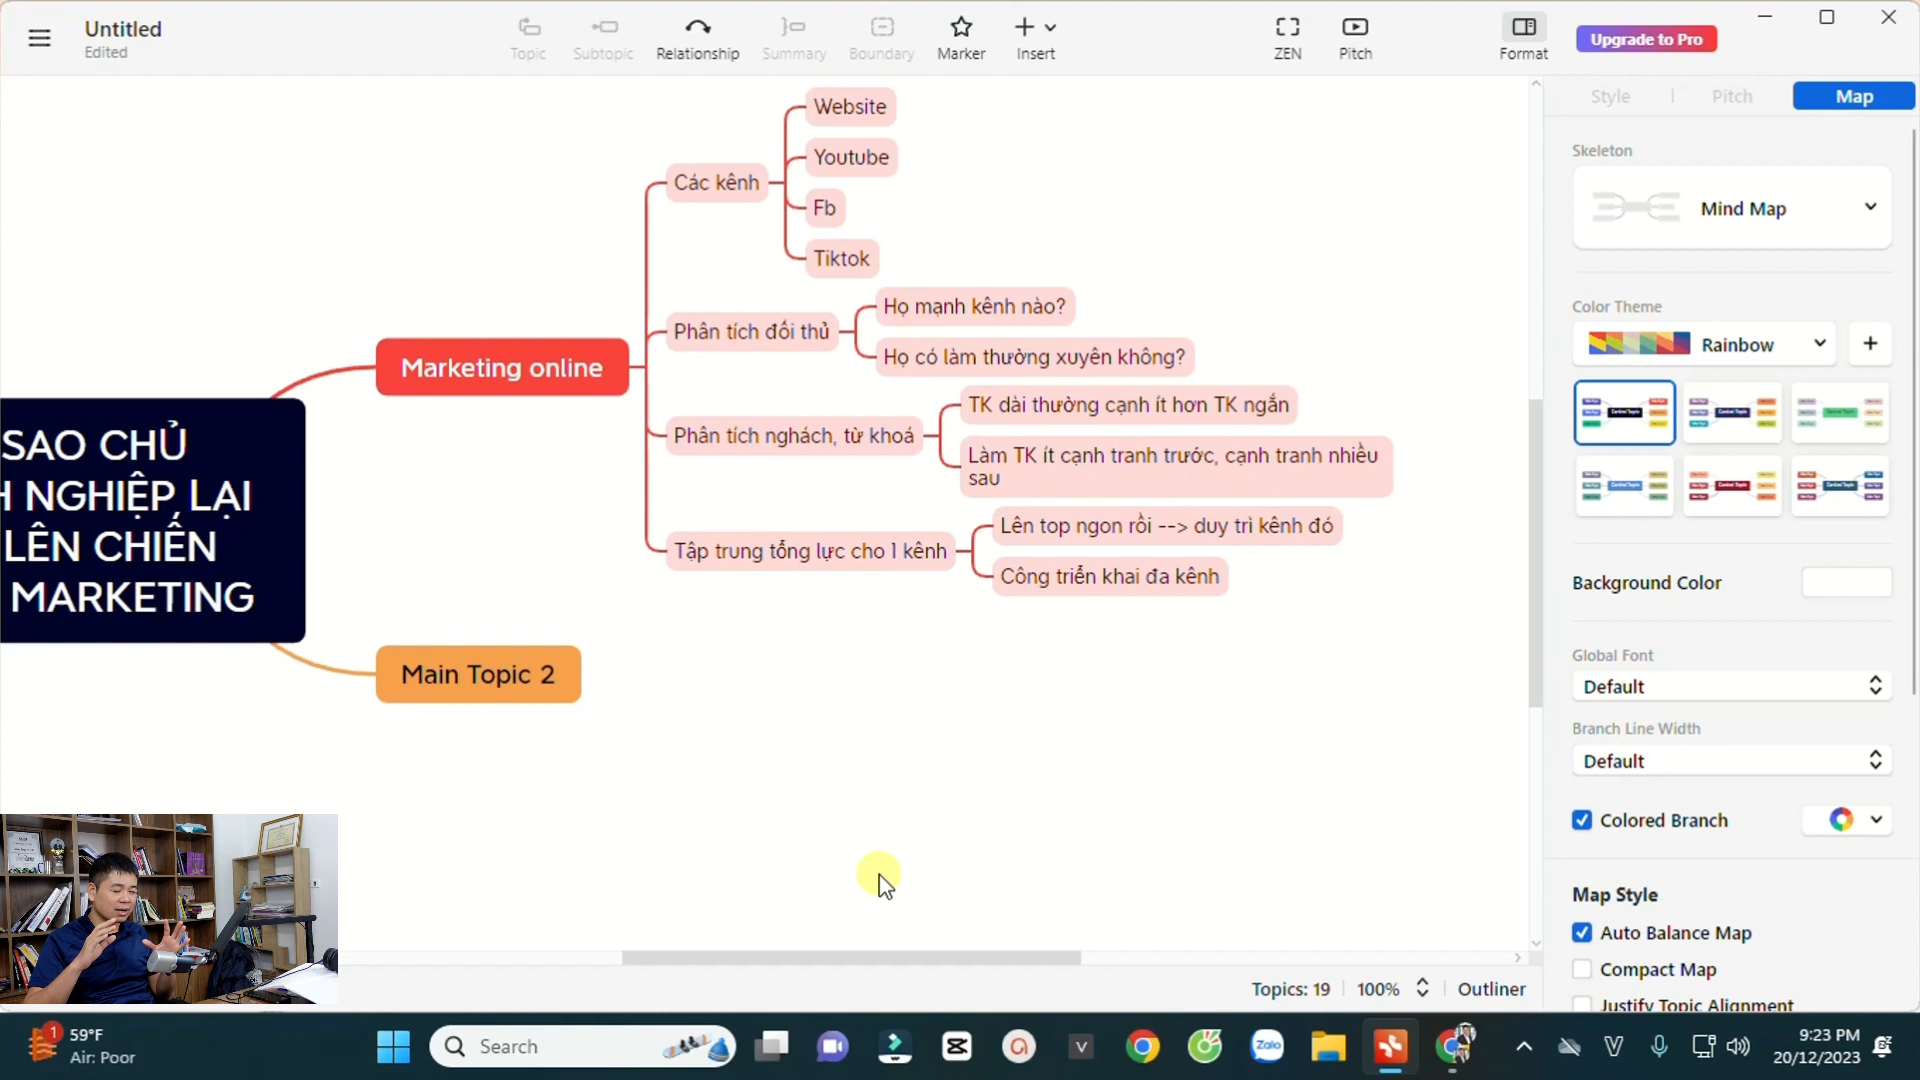 Untitled
Edited
Topic
Subtopic
Relationship
Summary
Boundary
Marker
Insert
ZEN
Pitch
Format
Upgrade to Pro
Style
Pitch
Map
Skeleton
Mind Map
Color Theme
Rainbow
Background Color
Global Font
Default
Branch Line Width
Default
Colored Branch
Map Style
Auto Balance Map
Compact Map
Justify Topic Alignment
SAO CHỦ
H NGHIỆP LẠI
LÊN CHIẾN
MARKETING
Marketing online
Các kênh
Website
Youtube
Fb
Tiktok
Phân tích đối thủ
Họ mạnh kênh nào?
Họ có làm thường xuyên không?
Phân tích nghách, từ khoá
TK dài thường cạnh ít hơn TK ngắn
Làm TK ít cạnh tranh trước, cạnh tranh nhiều
sau
Tập trung tổng lực cho 1 kênh
Lên top ngon rồi --> duy trì kênh đó
Công triển khai đa kênh
Main Topic 2
Topics: 19
100%
Outliner
1
59°F
Air: Poor
Search
Zalo
9:23 PM
20/12/2023